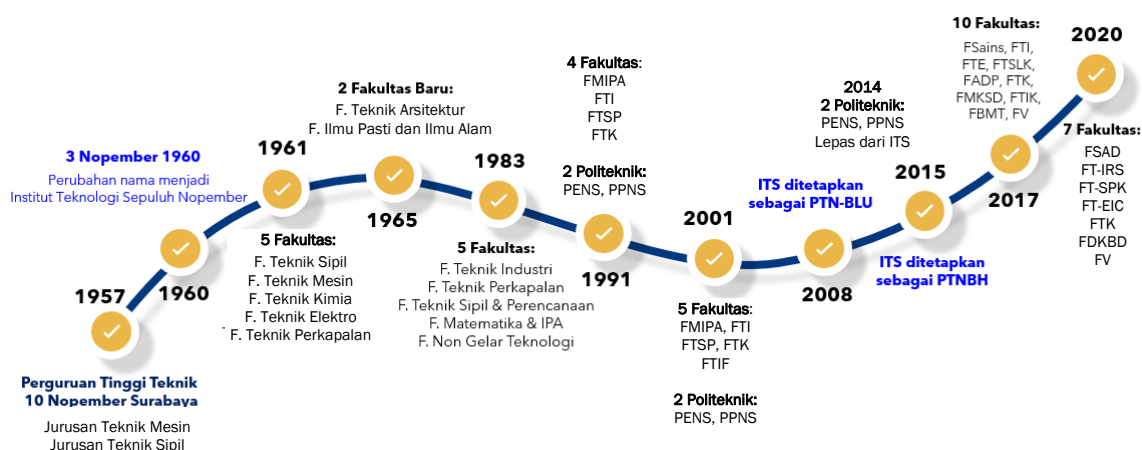 1957
Perguruan Tinggi Teknik
10 Nopember Surabaya
Jurusan Teknik Mesin
Jurusan Teknik Sipil
3 Nopember 1960
Perubahan nama menjadi
Institut Teknologi Sepuluh Nopember
1960
1961
5 Fakultas:
F. Teknik Sipil
F. Teknik Mesin
F. Teknik Kimia
F. Teknik Elektro
F. Teknik Perkapalan
2 Fakultas Baru:
F. Teknik Arsitektur
F. Ilmu Pasti dan Ilmu Alam
1965
1983
5 Fakultas:
F. Teknik Industri
F. Teknik Perkapalan
F. Teknik Sipil & Perencanaan
F. Matematika & IPA
F. Non Gelar Teknologi
4 Fakultas:
FMIPA
FTI
FTSP
FTK
2 Politeknik:
PENS, PPNS
1991
2001
5 Fakultas:
FMIPA, FTI
FTSP, FTK
FTIF
2 Politeknik:
PENS, PPNS
ITS ditetapkan
sebagai PTN-BLU
2008
2014
2 Politeknik:
PENS, PPNS
Lepas dari ITS
2015
ITS ditetapkan
sebagai PTNBH
10 Fakultas:
FSains, FTI,
FTE, FTSLK,
FADP, FTK,
FMKSD, FTIK,
FBMT, FV
2017
2020
7 Fakultas:
FSAD
FT-IRS
FT-SPK
FT-EIC
FTK
FDKBD
FV